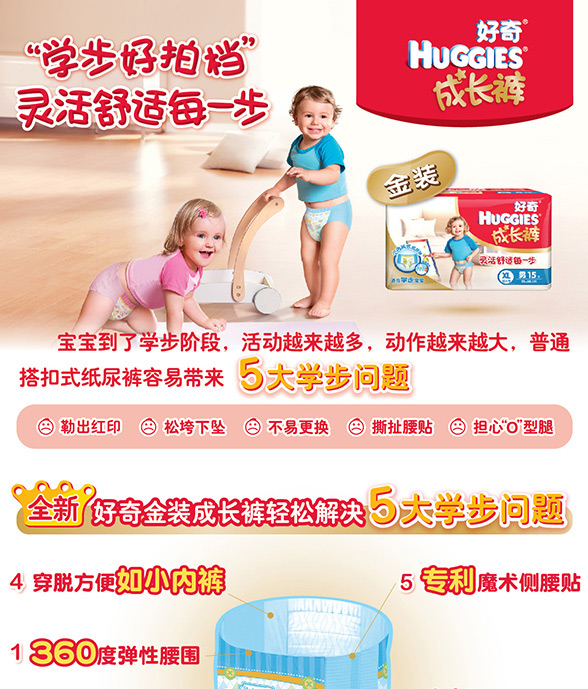 “学步好拍档”
灵活舒适每一步
好奇®
HUGGIES®
成长裤
金装
好奇®
HUGGIES®
成长裤
灵活舒适每一步
XL
男15片
宝宝到了学步阶段，活动越来越多，动作越来越大，普通
搭扣式纸尿裤容易带来 5大学步问题
勒出红印 松垮下坠 不易更换 撕扯腰贴 担心“O”型腿
全新 好奇金装成长裤轻松解决 5大学步问题
4 穿脱方便如小内裤
5 专利魔术侧腰贴
1 360度弹性腰围